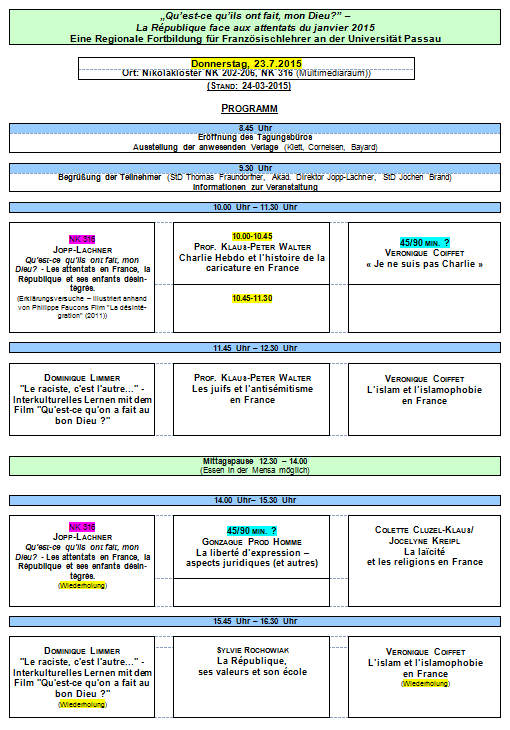 „Qu’est-ce qu’ils ont fait, mon Dieu?” –
La République face aux attentats du janvier 2015
Eine Regionale Fortbildung für Französischlehrer an der Universität Passau
Donnerstag, 23.7.2015
Ort: Nikolakloster NK 202-206, NK 316 (Multimediaraum))
(STAND: 24-03-2015)
PROGRAMM
8.45 Uhr
Eröffnung des Tagungsbüros
Ausstellung der anwesenden Verlage (Klett, Cornelsen, Bayard)
9.30 Uhr
Begrüßung der Teilnehmer (StD Thomas Fraundorfner, Akad. Direktor Jopp-Lachner, StD Jochen Brand)
Informationen zur Veranstaltung
10.00 Uhr – 11.30 Uhr
NK 316
JOPP-LACHNER
Qu’est-ce qu’ils ont fait, mon
Dieu? - Les attentats en France, la
République et ses enfants désin-
tégrés.
(Erklärungsversuche – illustriert anhand
von Philippe Faucons Film "La désinté-
gration" (2011))
10.00-10.45
PROF. KLAUS-PETER WALTER
Charlie Hebdo et l’histoire de la
caricature en France
10.45-11.30
45/90 MIN. ?
VERONIQUE COIFFET
« Je ne suis pas Charlie »
11.45 Uhr – 12.30 Uhr
DOMINIQUE LIMMER
"Le raciste, c'est l'autre..." -
Interkulturelles Lernen mit dem
Film "Qu'est-ce qu'on a fait au
bon Dieu ?"
PROF. KLAUS-PETER WALTER
Les juifs et l’antisémitisme
en France
VERONIQUE COIFFET
L’islam et l’islamophobie
en France
Mittagspause 12.30 – 14.00
(Essen in der Mensa möglich)
14.00 Uhr– 15.30 Uhr
NK 316
JOPP-LACHNER
Qu’est-ce qu’ils ont fait, mon
Dieu? - Les attentats en France, la
République et ses enfants désin-
tégrés.
(Wiederholung)
45/90 MIN. ?
GONZAGUE PROD HOMME
La liberté d’expression –
aspects juridiques (et autres)
COLETTE CLUZEL-KLAUS/
JOCELYNE KREIPL
La laïcité
et les religions en France
15.45 Uhr – 16.30 Uhr
DOMINIQUE LIMMER
"Le raciste, c'est l'autre..." -
Interkulturelles Lernen mit dem
Film "Qu'est-ce qu'on a fait au
bon Dieu ?"
(Wiederholung)
SYLVIE ROCHOWIAK
La République,
ses valeurs et son école
VERONIQUE COIFFET
L’islam et l’islamophobie
en France
(Wiederholung)